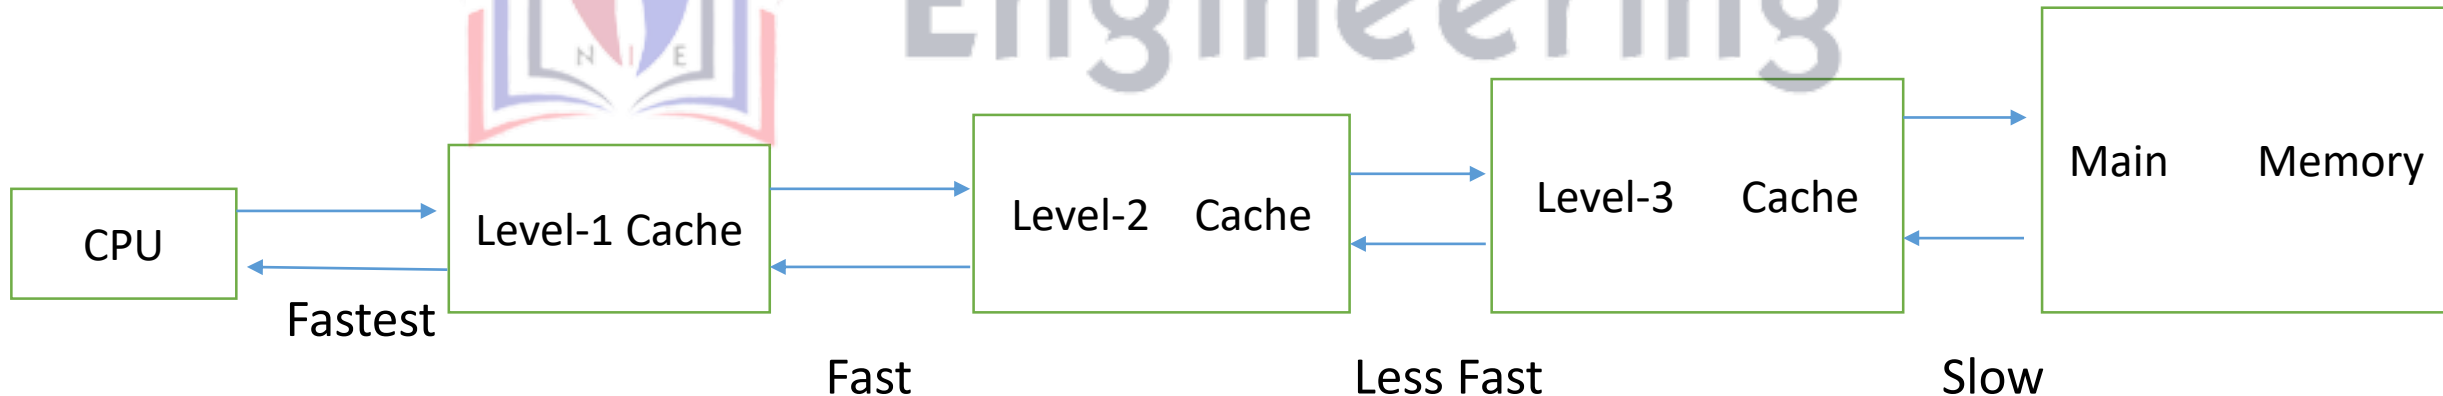 Engineering
N I E
CPU
Level-1 Cache
Level-2 Cache
Level-3 Cache
Main Memory
Fastest
Fast
Less Fast
Slow